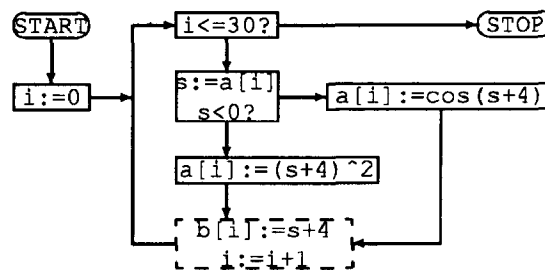 START
i<=30?
STOP
i:=0
s:=a[i]
s<0?
a[i]:=cos(s+4)
a[i]:=(s+4)^2
b[i]:=s+4
i:=i+1